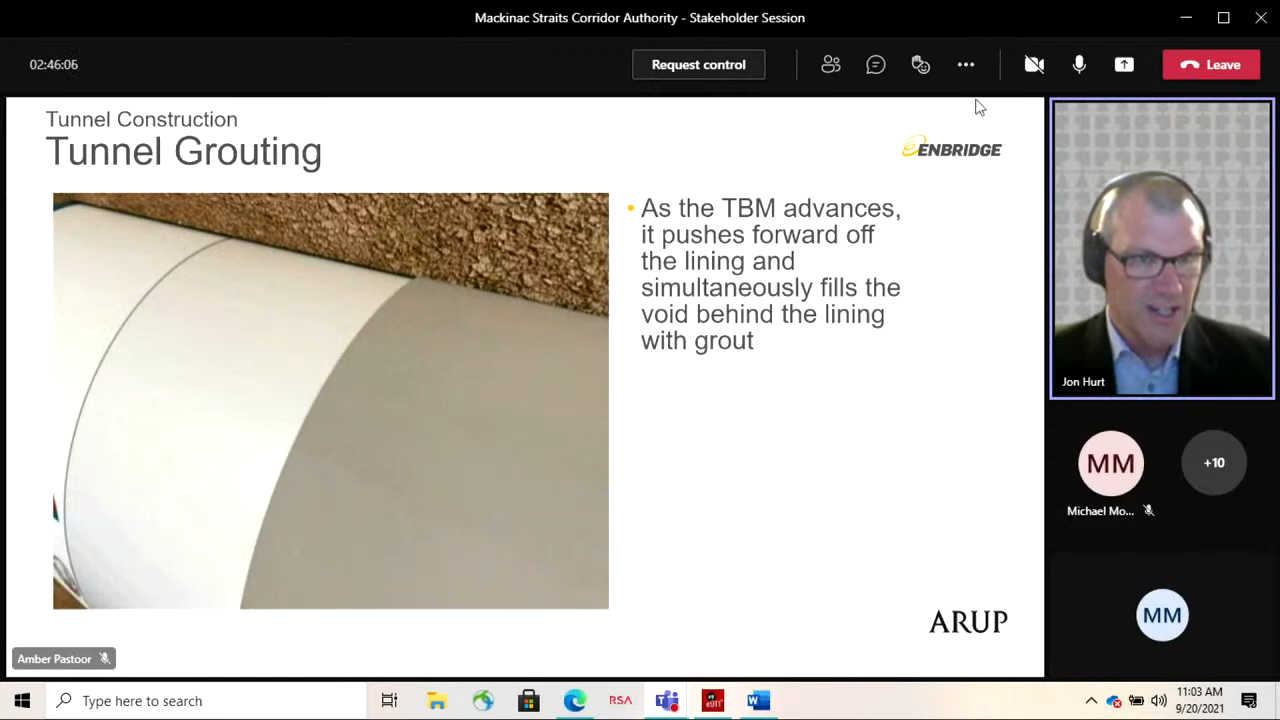 Mackinac Straits Corridor Authority - Stakeholder Session
02:46:06
Request control
Leave
Tunnel Construction
Tunnel Grouting
ENBRIDGE
As the TBM advances,
it pushes forward off
the lining and
simultaneously fills the
void behind the lining
with grout
ARUP
Amber Pastoor
Jon Hurt
MM
+10
Michael Mo...
MM
Type here to search
RSA
e911
W
11:03 AM
9/20/2021